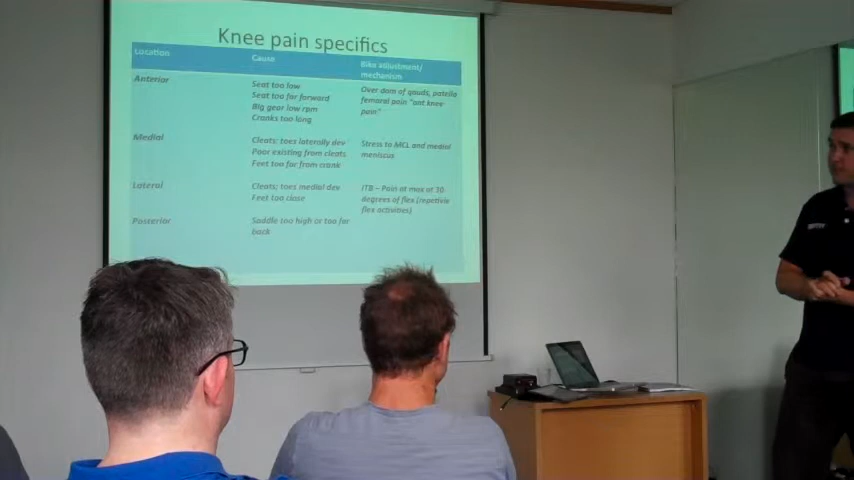 Knee pain specifics
Location Cause Bike adjustment/
mechanism
Anterior Seat too low Over dom of qauds, patello
Seat too far forward femoral pain "ant knee
Big gear low rpm pain"
Cranks too long
Medial Cleats: toes laterally dev Stress to MCL and medial
Poor existing from cleats meniscus
Feet too far from crank
Lateral Cleats; toes medial dev ITB – Pain at max at 30
Feet too close degrees of flex (repetivie
flex activities)
Posterior Saddle too high or too far
back